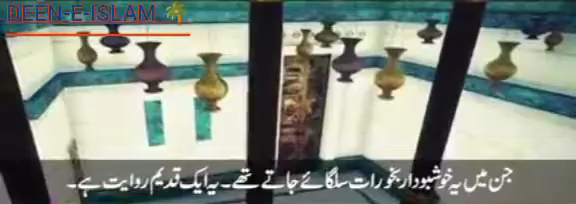 DEEN-E-ISLAM
جن میں یہ خوشبودار بخورات سلگائے جاتے تھے۔ یہ ایک قدیم روایت ہے۔